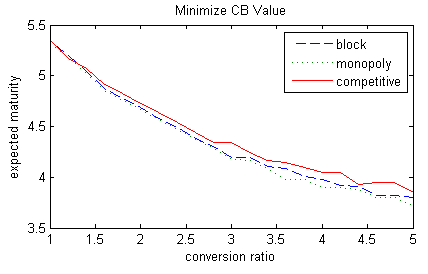 Minimize CB Value
5.5
block
monopoly
competitive
5
expected maturity
4.5
4
3.5
1
1.5
2
2.5
3
3.5
4
4.5
5
conversion ratio